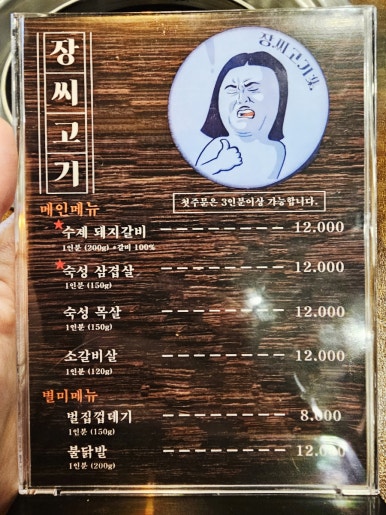 장씨고기
장씨고기 핫
첫주문은 3인분이상 가능합니다.
메인메뉴
수제 돼지갈비 12.000
1인분 (200g) *갈비 100%
숙성 삼겹살 12.000
1인분 (150g)
숙성 목살 12.000
1인분 (150g)
소갈비살 12.000
1인분 (120g)
별미메뉴
벌집껍데기 8.000
1인분 (150g)
불닭발 12.000
1인분 (200g)